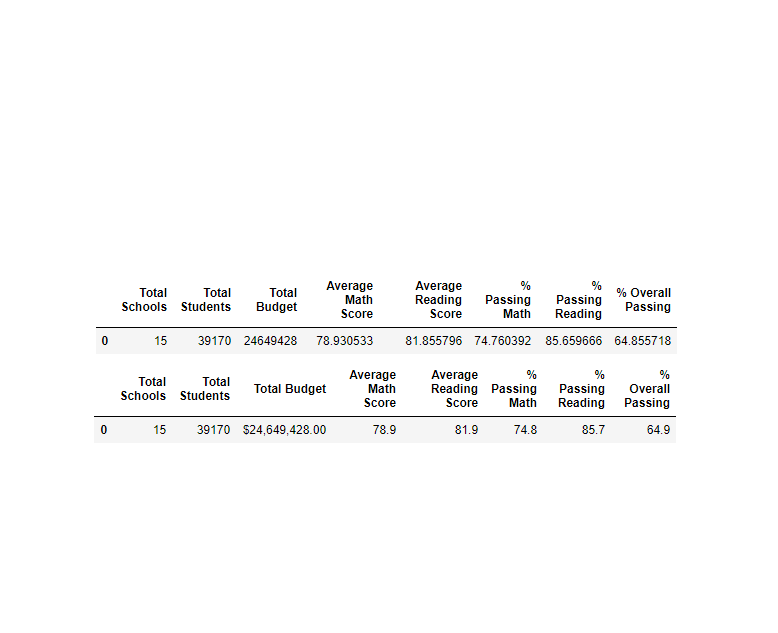 Total Schools Total Students Total Budget Average Math Score Average Reading Score % Passing Math % Passing Reading % Overall Passing
0 15 39170 24649428 78.930533 81.855796 74.760392 85.659666 64.855718
Total Schools Total Students Total Budget Average Math Score Average Reading Score % Passing Math % Passing Reading % Overall Passing
0 15 39170 $24,649,428.00 78.9 81.9 74.8 85.7 64.9